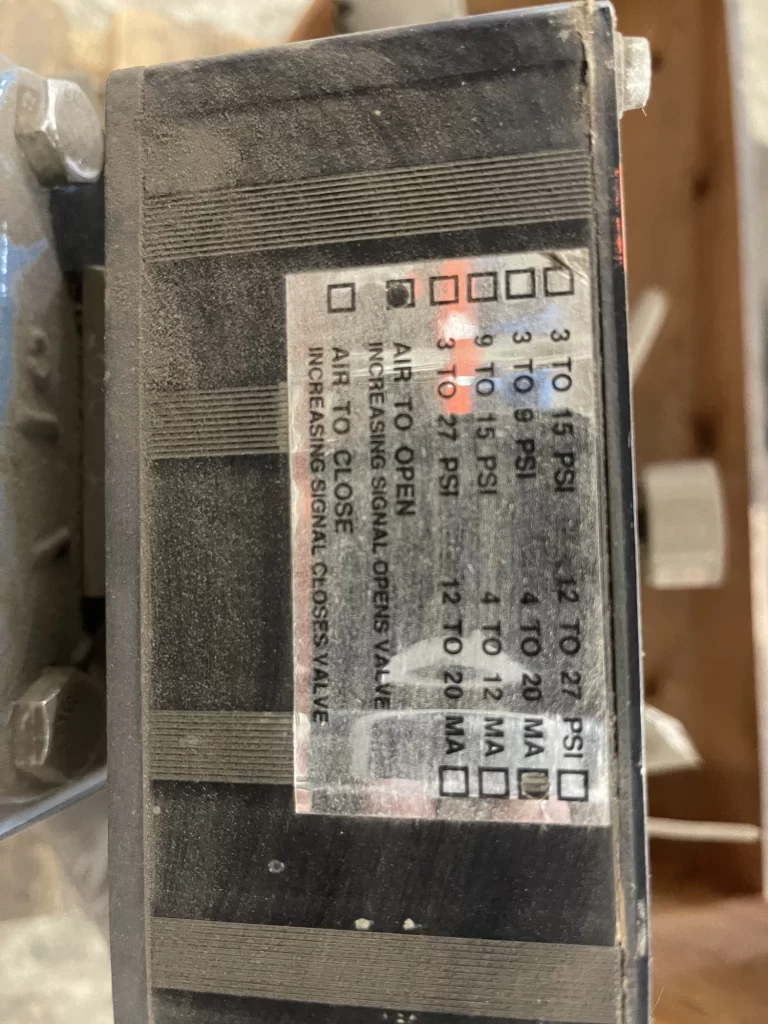 3 TO 15 PSI 12 TO 27 PSI
3 TO 9 PSI 4 TO 20 MA
9 TO 15 PSI 4 TO 12 MA
3 TO 27 PSI 12 TO 20 MA
AIR TO OPEN
INCREASING SIGNAL OPENS VALVE
AIR TO CLOSE
INCREASING SIGNAL CLOSES VALVE